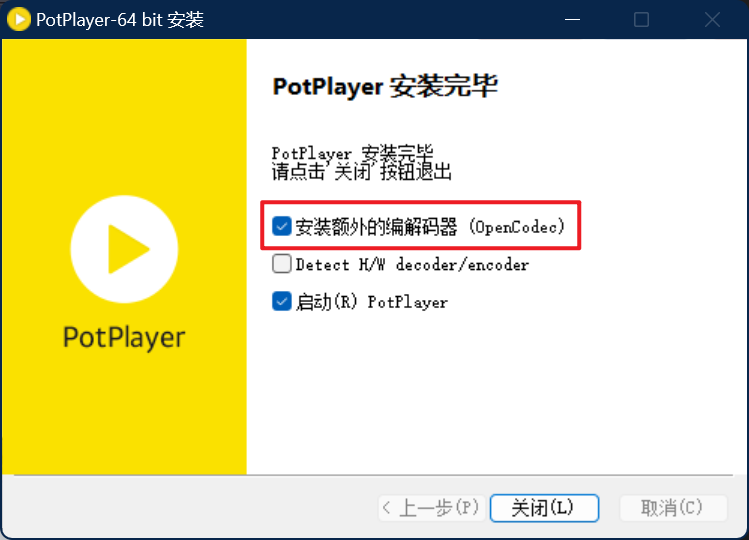 PotPlayer-64 bit 安装
PotPlayer 安装完毕
PotPlayer 安装完毕
请点击 '关闭' 按钮退出
安装额外的编解码器 (OpenCodec)
Detect H/W decoder/encoder
启动(R) PotPlayer
PotPlayer
< 上一步(P)
关闭(L)
取消(C)